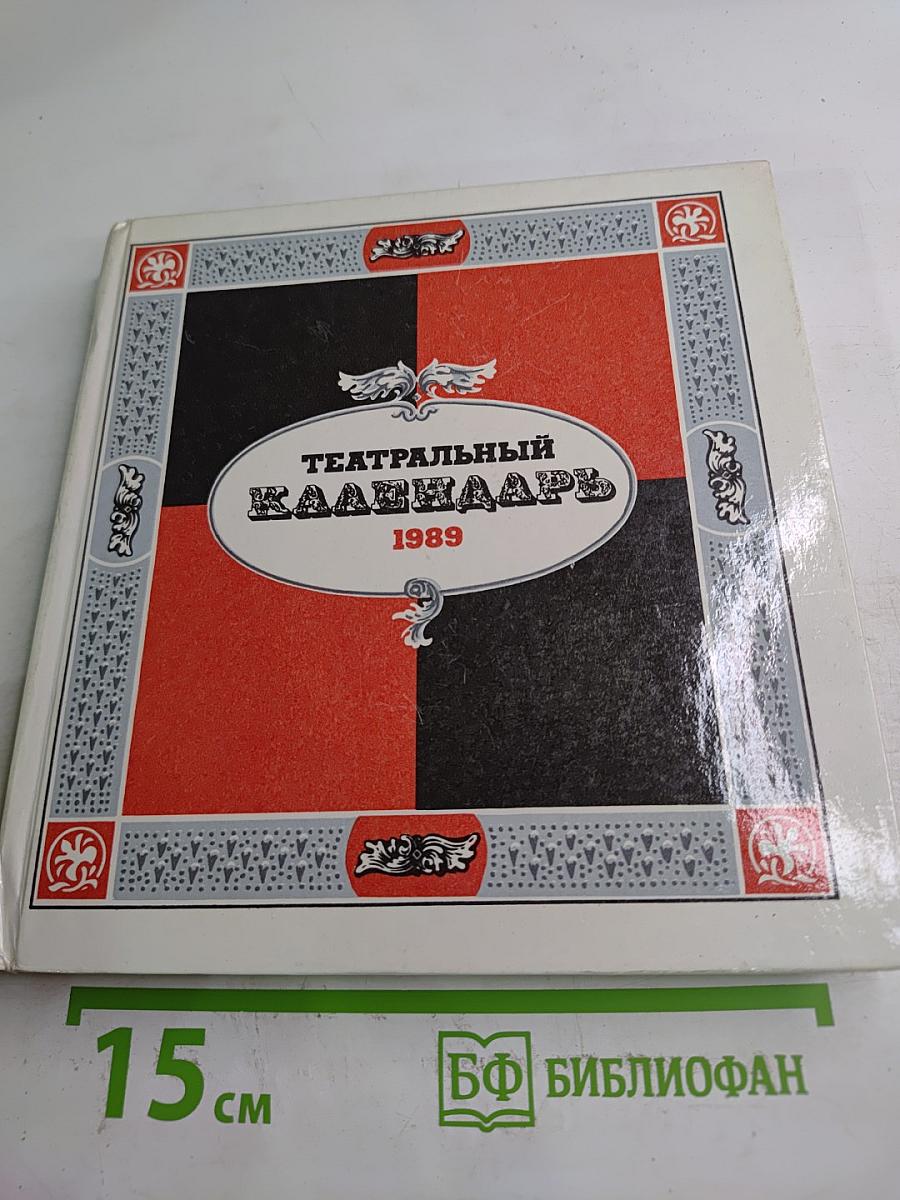 ТЕАТРАЛЬНЫЙ
КАЛЕНДАРЬ
1989
15 см
БФ БИБЛИОФАН